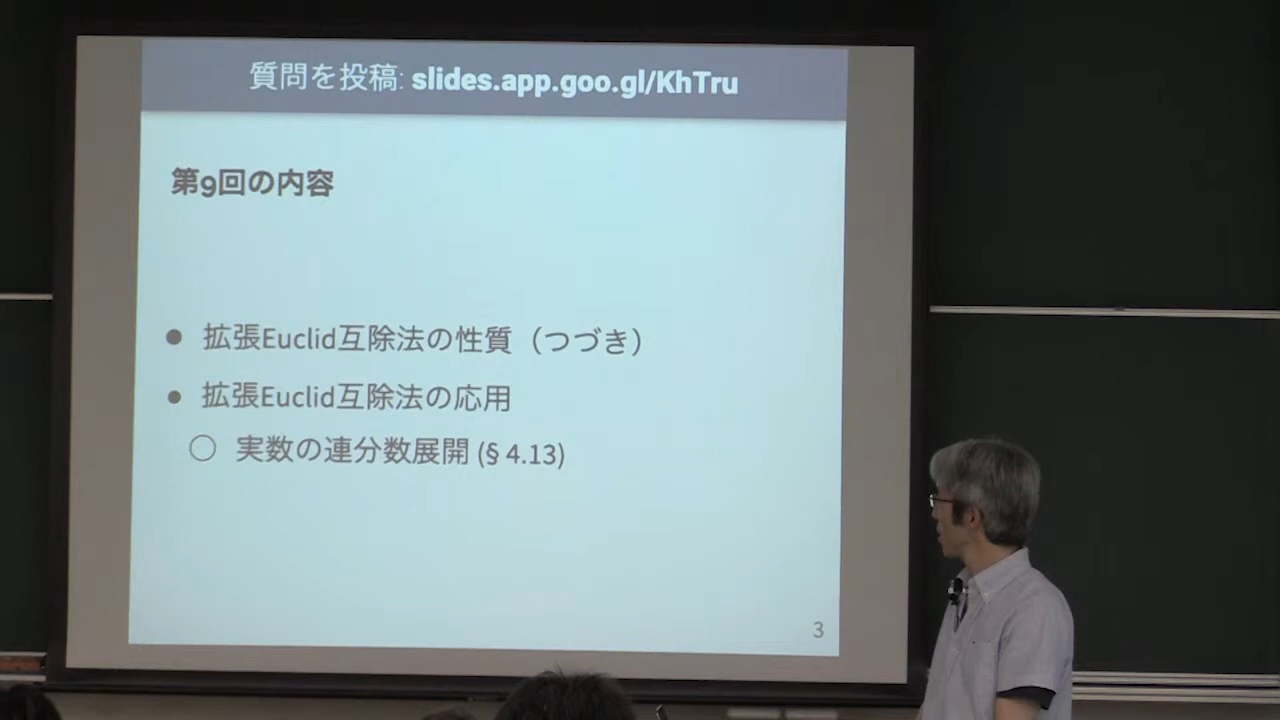 質問を投稿: slides.app.goo.gl/KhTru
第9回の内容
● 拡張Euclid互除法の性質（つづき）
● 拡張Euclid互除法の応用
○ 実数の連分数展開 (§ 4.13)
3